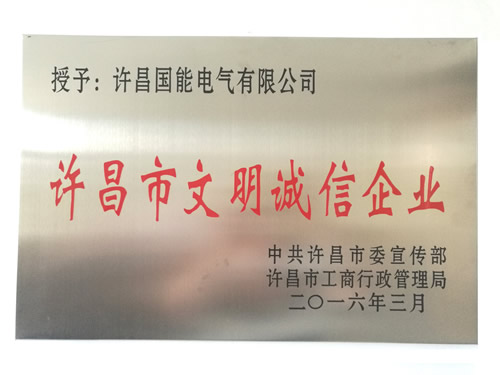 授予：许昌国能电气有限公司
许昌市文明诚信企业
中共许昌市委宣传部
许昌市工商行政管理局
二〇一六年三月